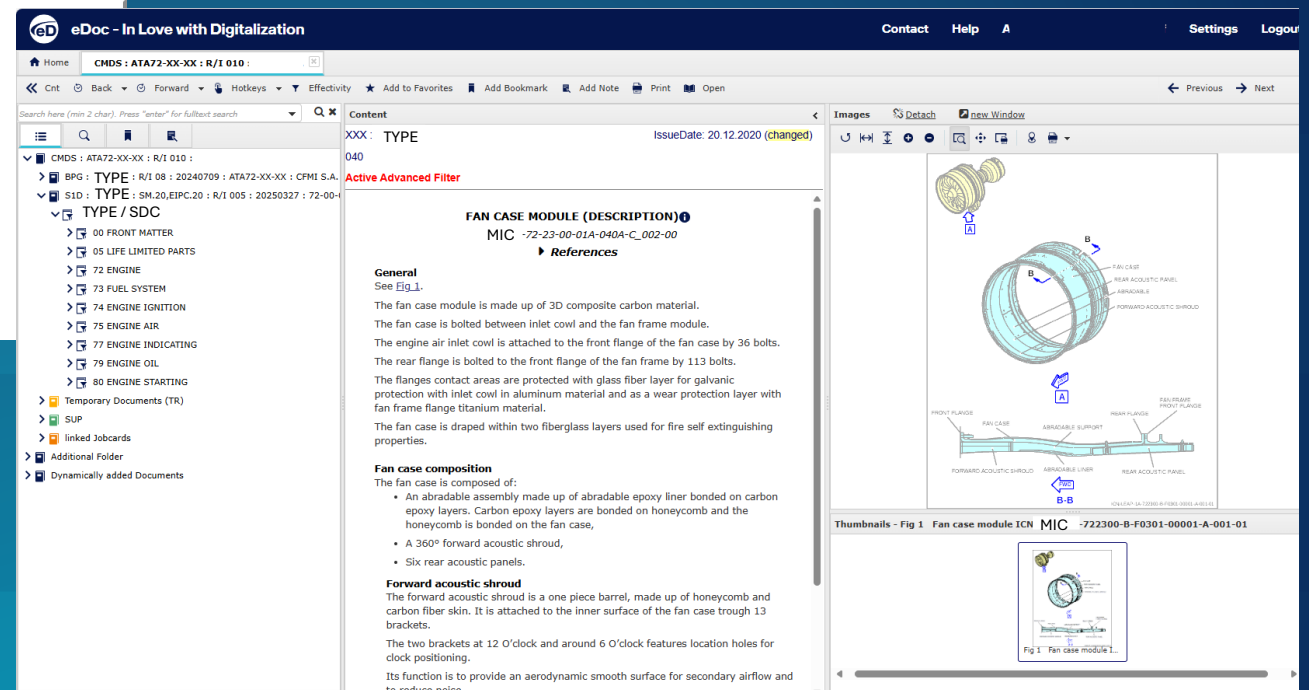 eD eDoc - In Love with Digitalization
Contact Help A Settings Logout
Home CMDS : ATA72-XX-XX : R/I 010 :
Cnt Back Forward Hotkeys Effectivity Add to Favorites Add Bookmark Add Note Print Open Previous Next
Search here (min 2 char). Press "enter" for fulltext search
CMDS : ATA72-XX-XX : R/I 010 :
BPG : TYPE : R/I 08 : 20240709 : ATA72-XX-XX : CFMI S.A.
S1D : TYPE : SM.20,EIPC.20 : R/I 005 : 20250327 : 72-00-
TYPE / SDC
00 FRONT MATTER
05 LIFE LIMITED PARTS
72 ENGINE
73 FUEL SYSTEM
74 ENGINE IGNITION
75 ENGINE AIR
77 ENGINE INDICATING
79 ENGINE OIL
80 ENGINE STARTING
Temporary Documents (TR)
SUP
linked Jobcards
Additional Folder
Dynamically added Documents
Content
XXX : TYPE IssueDate: 20.12.2020 (changed)
040
Active Advanced Filter
FAN CASE MODULE (DESCRIPTION)
MIC -72-23-00-01A-040A-C_002-00
References
General
See Fig 1.
The fan case module is made up of 3D composite carbon material.
The fan case is bolted between inlet cowl and the fan frame module.
The engine air inlet cowl is attached to the front flange of the fan case by 36 bolts.
The rear flange is bolted to the front flange of the fan frame by 113 bolts.
The flanges contact areas are protected with glass fiber layer for galvanic
protection with inlet cowl in aluminum material and as a wear protection layer with
fan frame flange titanium material.
The fan case is draped within two fiberglass layers used for fire self extinguishing
properties.
Fan case composition
The fan case is composed of:
• An abradable assembly made up of abradable epoxy liner bonded on carbon
epoxy layers. Carbon epoxy layers are bonded on honeycomb and the
honeycomb is bonded on the fan case,
• A 360° forward acoustic shroud,
• Six rear acoustic panels.
Forward acoustic shroud
The forward acoustic shroud is a one piece barrel, made up of honeycomb and
carbon fiber skin. It is attached to the inner surface of the fan case trough 13
brackets.
The two brackets at 12 O'clock and around 6 O'clock features location holes for
clock positioning.
Its function is to provide an aerodynamic smooth surface for secondary airflow and
to reduce noise
Images Detach new Window
A
B
B
FAN CASE
REAR ACOUSTIC PANEL
ABRADABLE
FORWARD ACOUSTIC SHROUD
A
FRONT FLANGE
FAN CASE
ABRADABLE SUPPORT
REAR FLANGE
FAN FRAME
FRONT FLANGE
FORWARD ACOUSTIC SHROUD
ABRADABLE LINER
REAR ACOUSTIC PANEL
FWD
B-B
Thumbnails - Fig 1 Fan case module ICN MIC -722300-B-F0301-00001-A-001-01
Fig 1 Fan case module I...